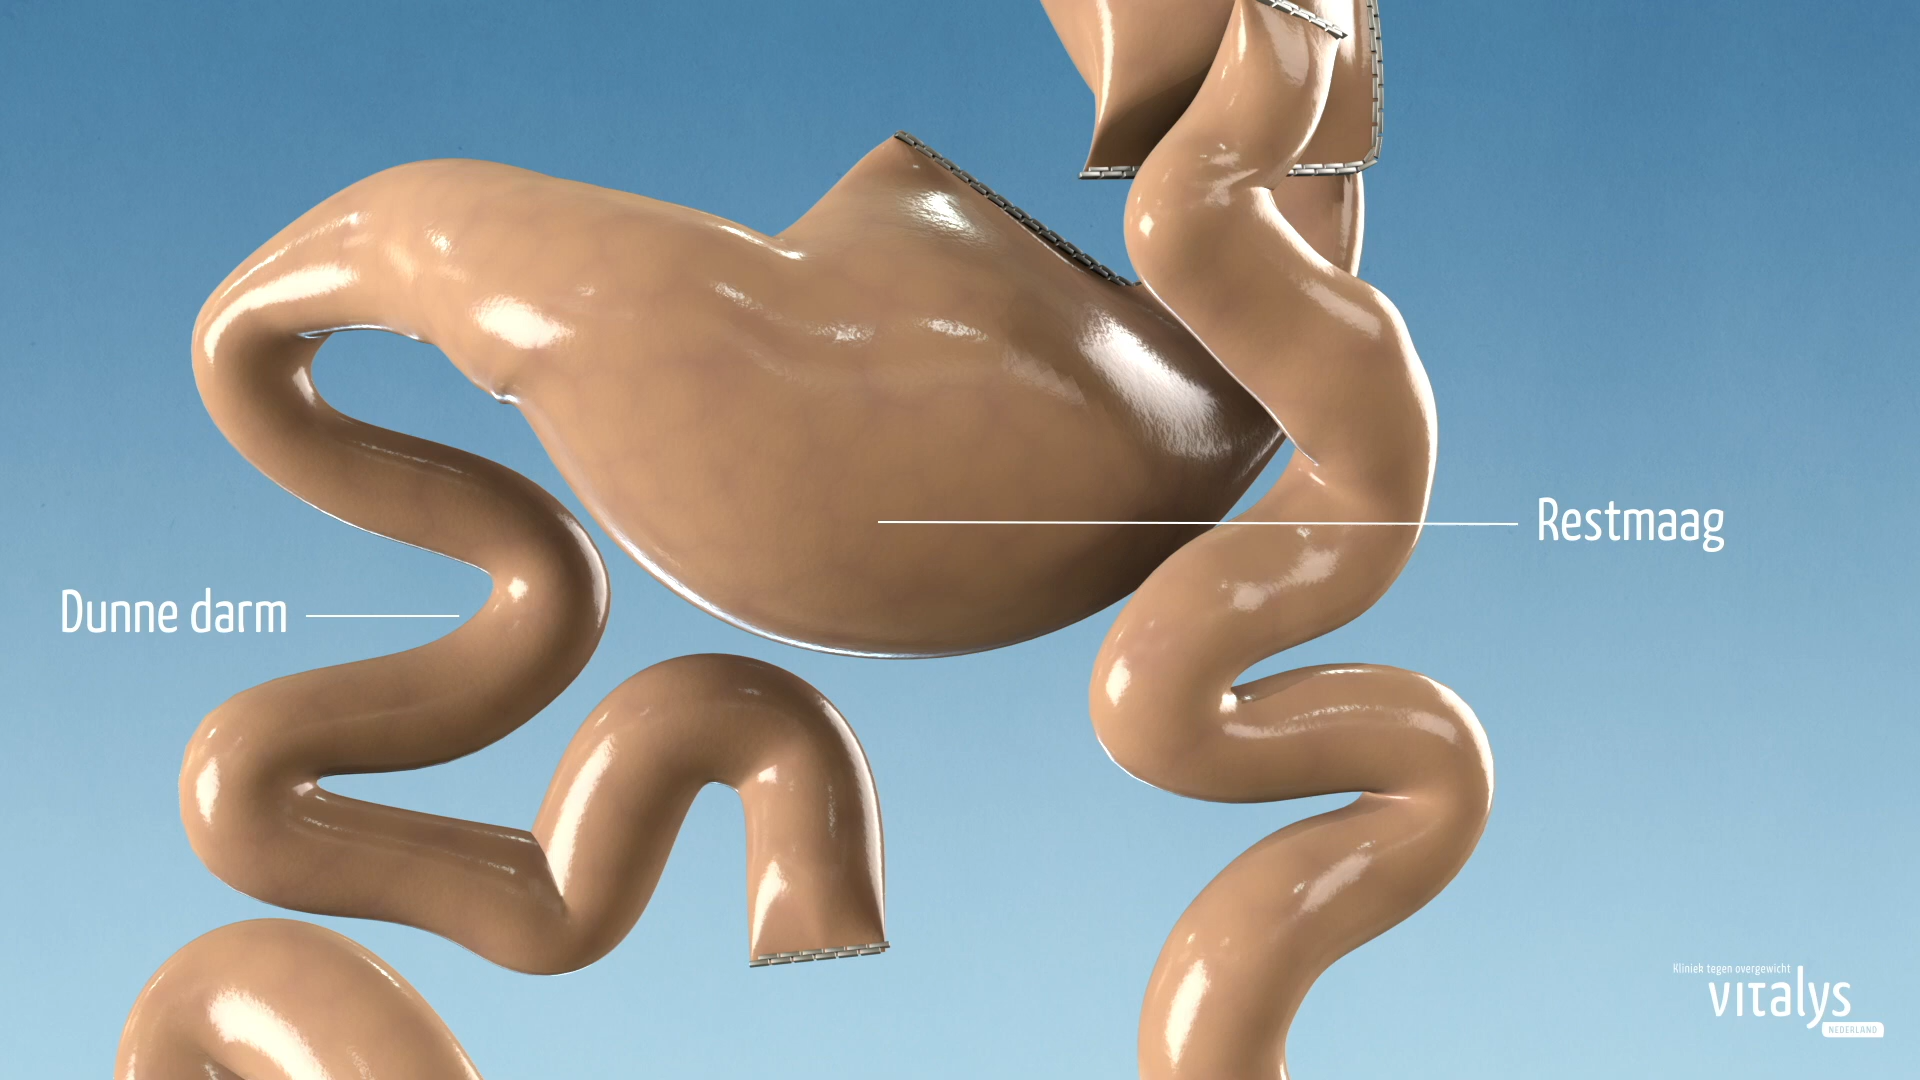 Restmaag
Dunne darm
Kliniek tegen overgewicht
vitalys
NEDERLAND